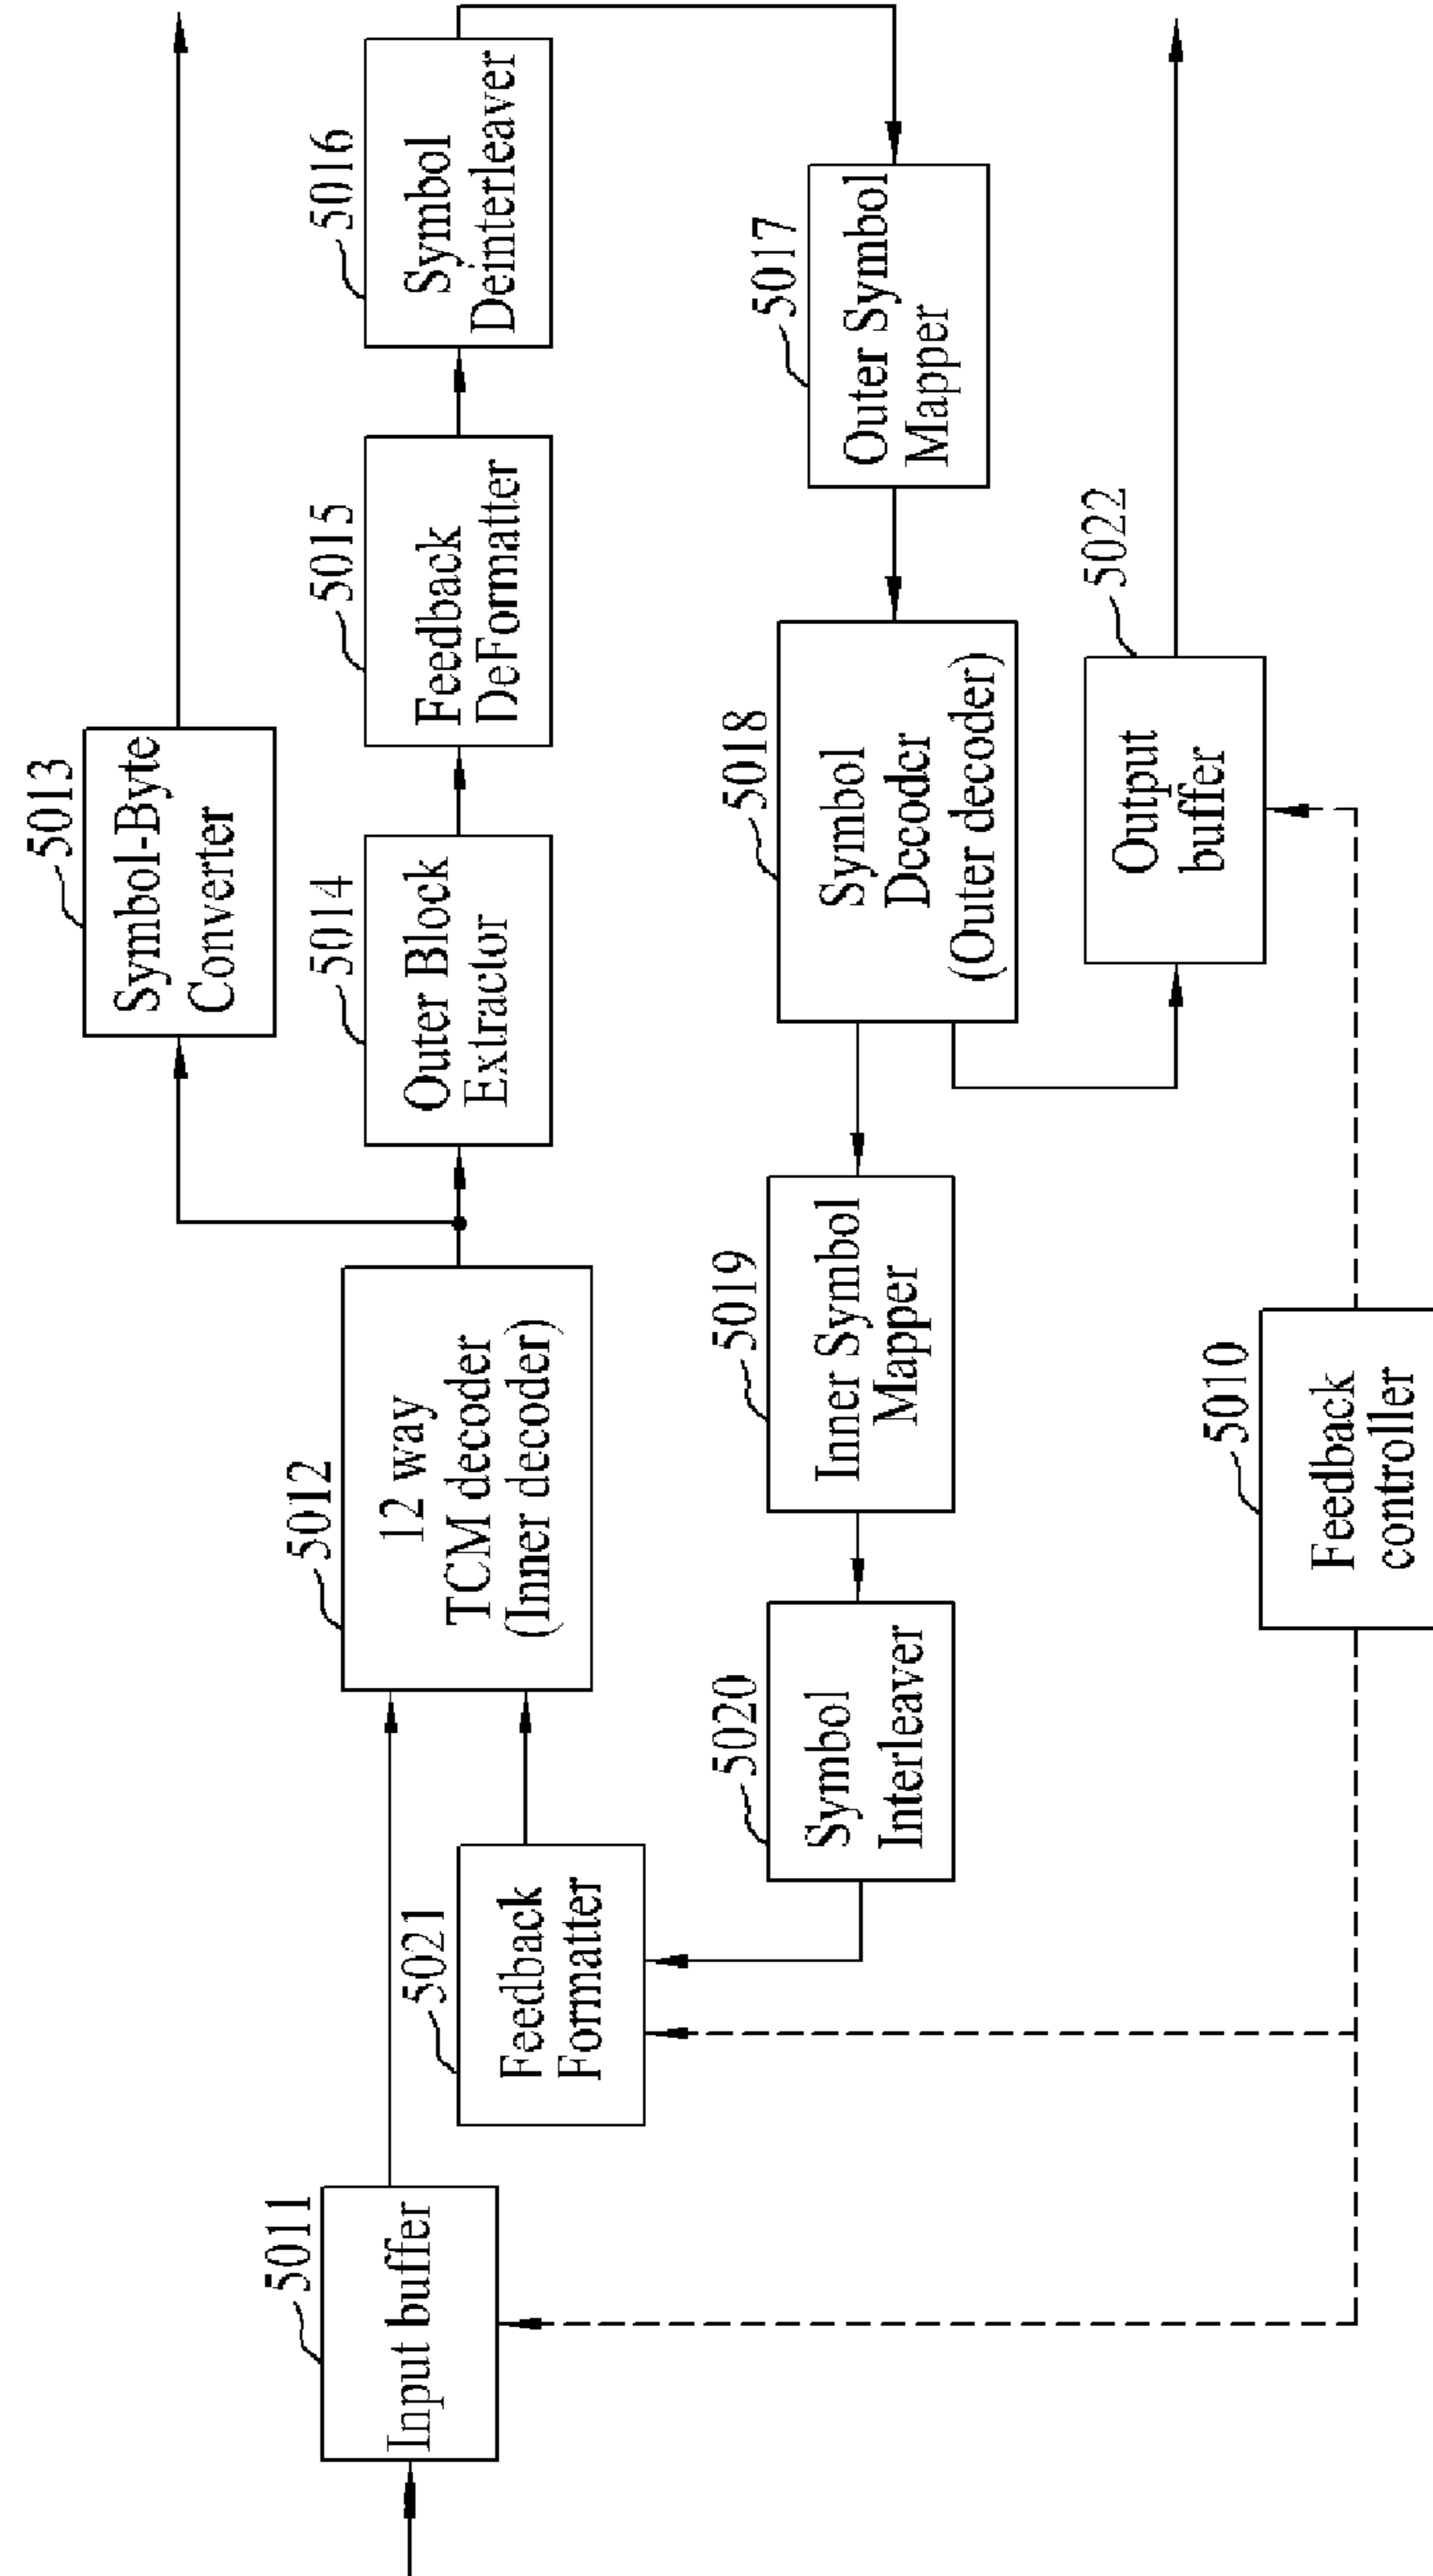 5011
Input buffer
5021
Feedback
Formatter
5012
12 way
TCM decoder
(Inner decoder)
5013
Symbol-Byte
Converter
5014
Outer Block
Extractor
5015
Feedback
DeFormatter
5016
Symbol
Deinterleaver
5020
Symbol
Interleaver
5019
Inner Symbol
Mapper
5018
Symbol
Decoder
(Outer decoder)
5017
Outer Symbol
Mapper
5010
Feedback
controller
5022
Output
buffer